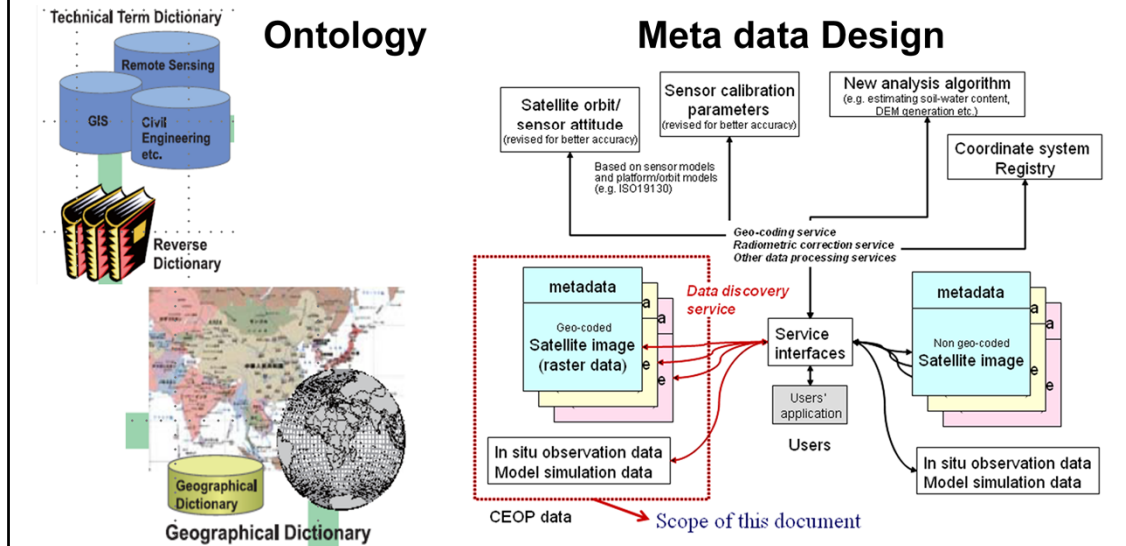 Technical Term Dictionary
Remote Sensing
GIS
Civil
Engineering
etc.
Reverse
Dictionary
Geographical
Dictionary
Geographical Dictionary
Ontology
Meta data Design
Satellite orbit/
sensor attitude
(revised for better accuracy)
Sensor calibration
parameters
(revised for better accuracy)
New analysis algorithm
(e.g. estimating soil-water content,
DEM generation etc.)
Coordinate system
Registry
Based on sensor models
and platform/orbit models
(e.g. ISO19130)
Geo-coding service
Radiometric correction service
Other data processing services
metadata
a
a
Geo-coded
Satellite image
(raster data)
e
e
Data discovery
service
Service
interfaces
Users'
application
Users
metadata
a
a
Non geo-coded
Satellite image
e
e
In situ observation data
Model simulation data
In situ observation data
Model simulation data
CEOP data
Scope of this document